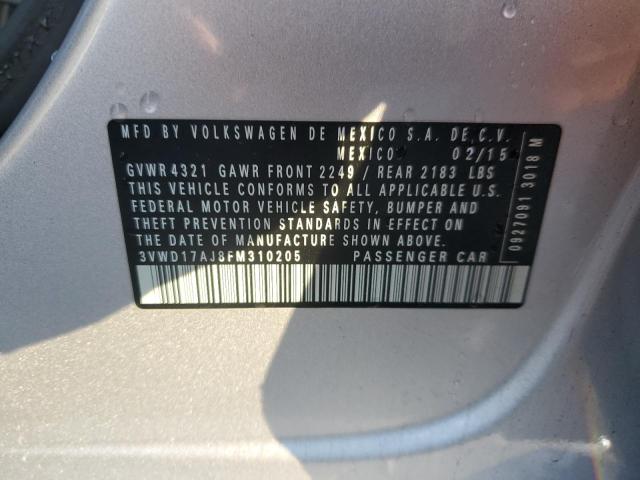 MFD BY VOLKSWAGEN DE MEXICO S.A. DE C.V.
MEXICO 02/15
GVWR 4321 GAWR FRONT 2249 / REAR 2183 LBS
THIS VEHICLE CONFORMS TO ALL APPLICABLE U.S.
FEDERAL MOTOR VEHICLE SAFETY, BUMPER AND
THEFT PREVENTION STANDARDS IN EFFECT ON
THE DATE OF MANUFACTURE SHOWN ABOVE
3VWD17AJ8FM310205 PASSENGER CAR
0927091 3018 M